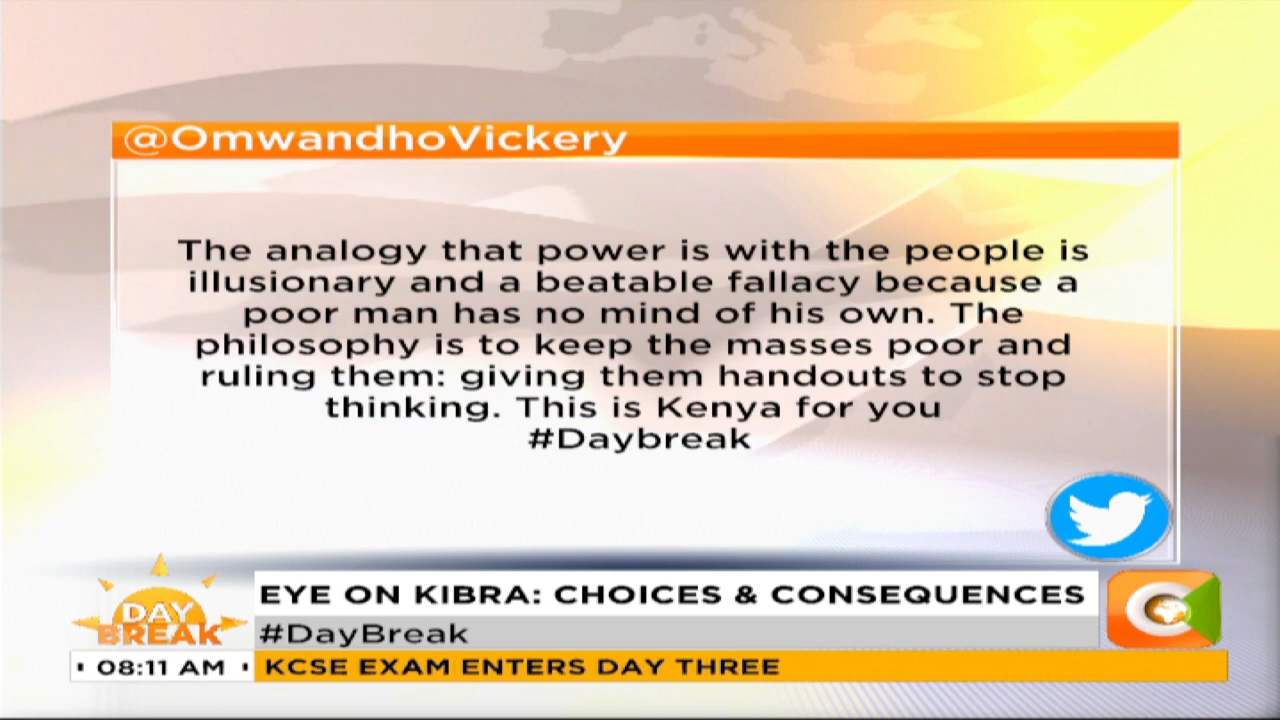 @OmwandhoVickery
The analogy that power is with the people is
illusionary and a beatable fallacy because a
poor man has no mind of his own. The
philosophy is to keep the masses poor and
ruling them: giving them handouts to stop
thinking. This is Kenya for you
#Daybreak
DAY
BREAK
EYE ON KIBRA: CHOICES & CONSEQUENCES
#DayBreak
08:11 AM
KCSE EXAM ENTERS DAY THREE